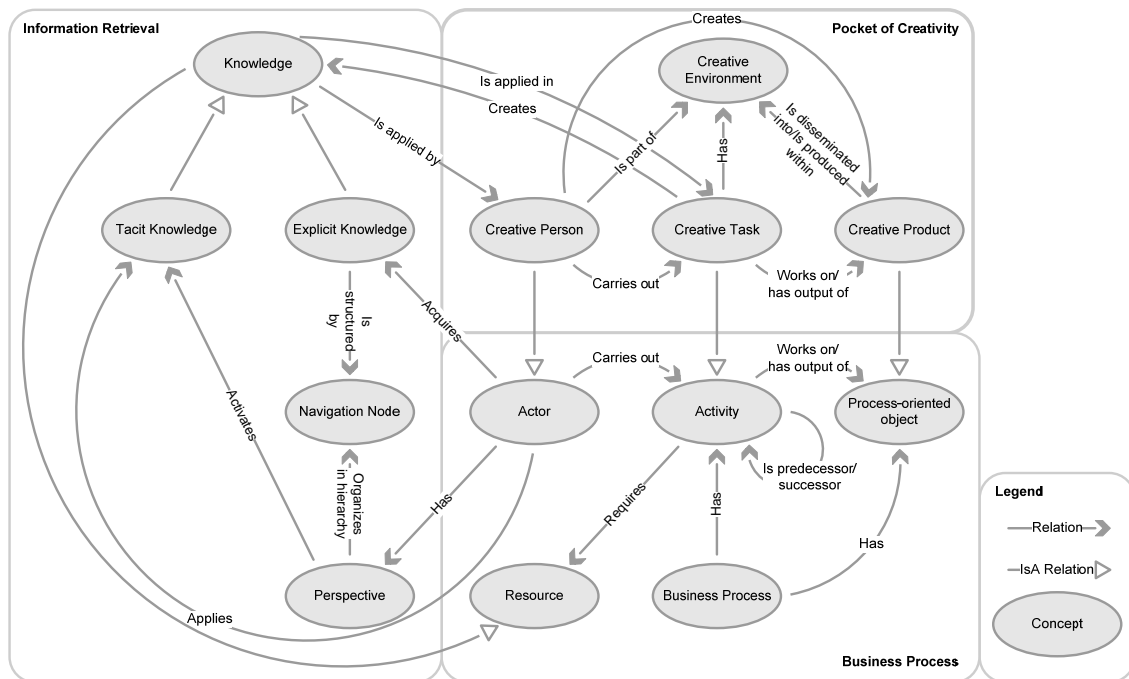 Information Retrieval
Pocket of Creativity
Creates
Knowledge
Creative
Environment
Is applied in
Creates
Is applied by
Is part of
Has
Is disseminated
into/Is produced
within
Tacit Knowledge
Explicit Knowledge
Creative Person
Creative Task
Creative Product
Carries out
Works on/
has output of
Is
structured
by
Acquires
Carries out
Works on/
has output of
Activates
Navigation Node
Actor
Activity
Process-oriented
object
Is predecessor/
successor
Organizes
in hierarchy
Has
Requires
Has
Has
Perspective
Resource
Business Process
Applies
Business Process
Legend
Relation
IsA Relation
Concept